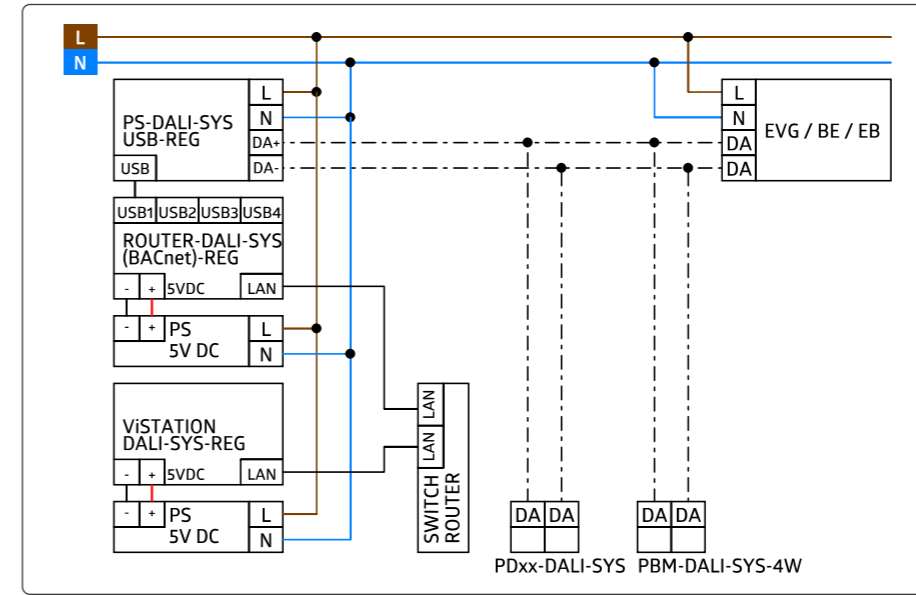 L
N
PS-DALI-SYS
USB-REG
L
N
DA+
DA-
USB
EVG / BE / EB
L
N
DA
DA
USB1 USB2 USB3 USB4
ROUTER-DALI-SYS
(BACnet)-REG
- + 5VDC LAN
- + PS
5V DC
L
N
ViSTATION
DALI-SYS-REG
- + 5VDC LAN
- + PS
5V DC
L
N
LAN
LAN
SWITCH
ROUTER
DA DA
PDxx-DALI-SYS
DA DA
PBM-DALI-SYS-4W